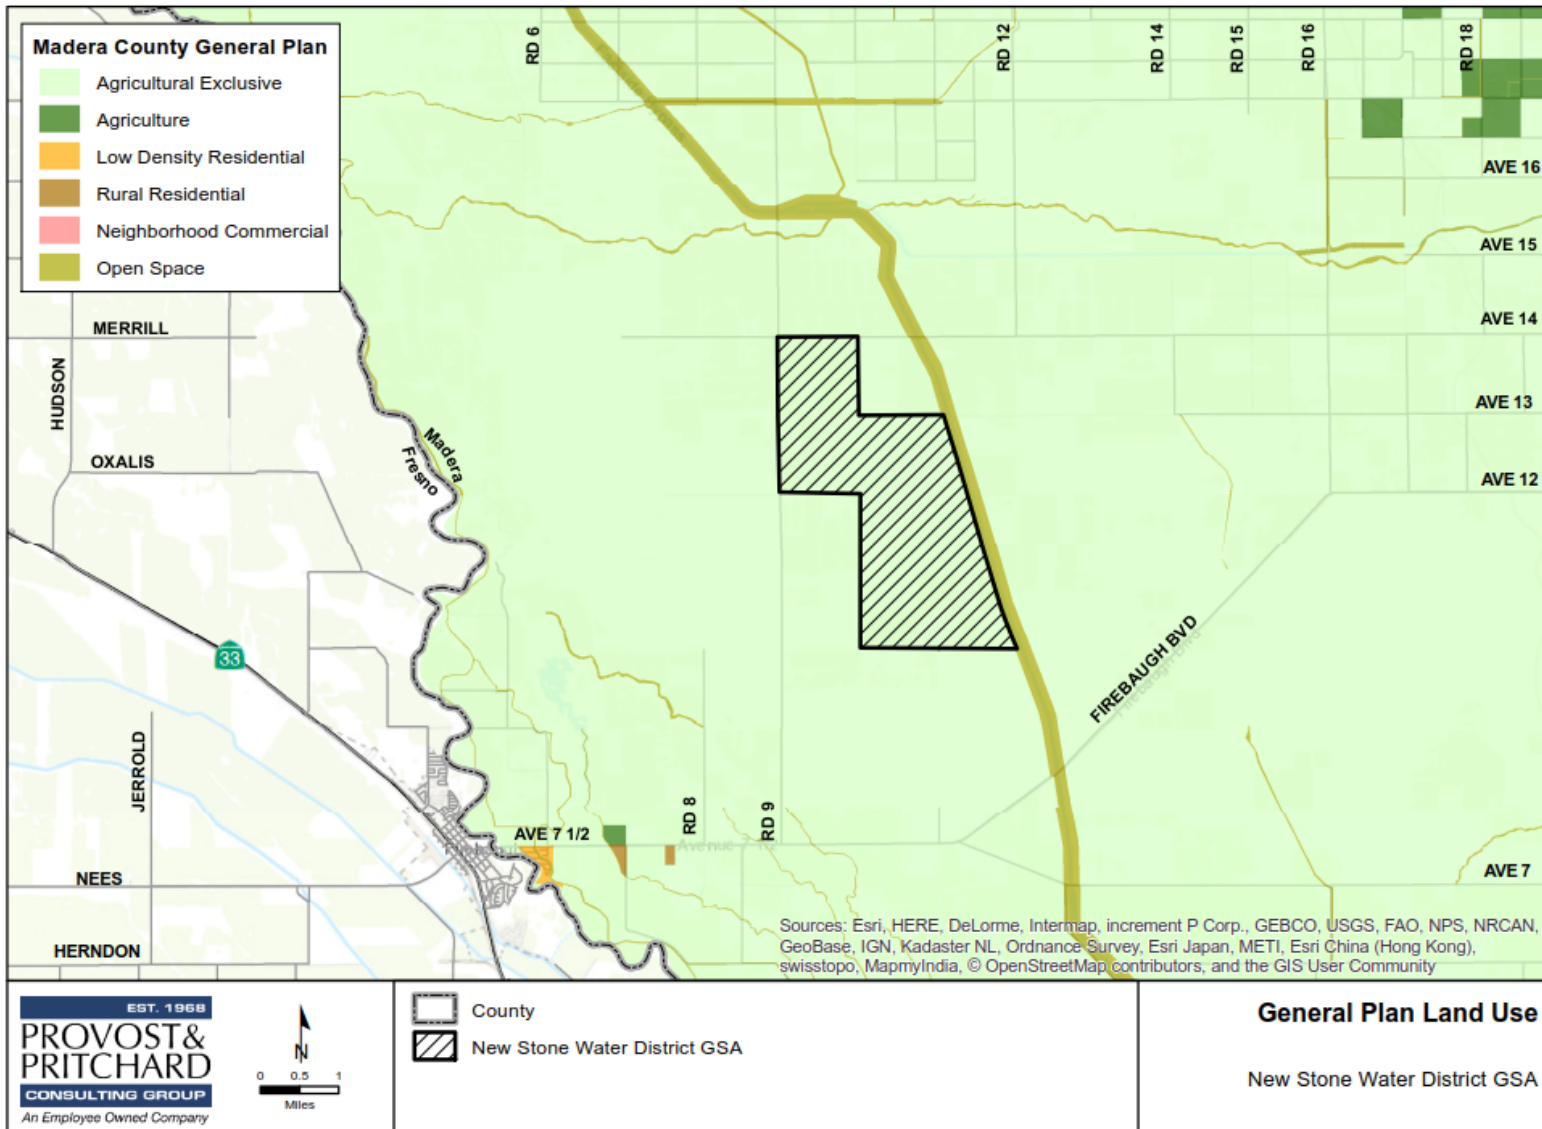 Madera County General Plan
Agricultural Exclusive
Agriculture
Low Density Residential
Rural Residential
Neighborhood Commercial
Open Space
RD 6
RD 12
RD 14
RD 15
RD 16
RD 18
AVE 16
AVE 15
AVE 14
AVE 13
AVE 12
MERRILL
HUDSON
OXALIS
Madera
Fresno
33
JERROLD
FIREBAUGH BVD
Firebaugh Blvd
RD 8
RD 9
AVE 7 1/2
Avenue 7 1/2
NEES
AVE 7
HERNDON
Sources: Esri, HERE, DeLorme, Intermap, increment P Corp., GEBCO, USGS, FAO, NPS, NRCAN,
GeoBase, IGN, Kadaster NL, Ordnance Survey, Esri Japan, METI, Esri China (Hong Kong),
swisstopo, MapmyIndia, © OpenStreetMap contributors, and the GIS User Community
EST. 1968
PROVOST&
PRITCHARD
CONSULTING GROUP
An Employee Owned Company
N
0 0.5 1
Miles
County
New Stone Water District GSA
General Plan Land Use
New Stone Water District GSA